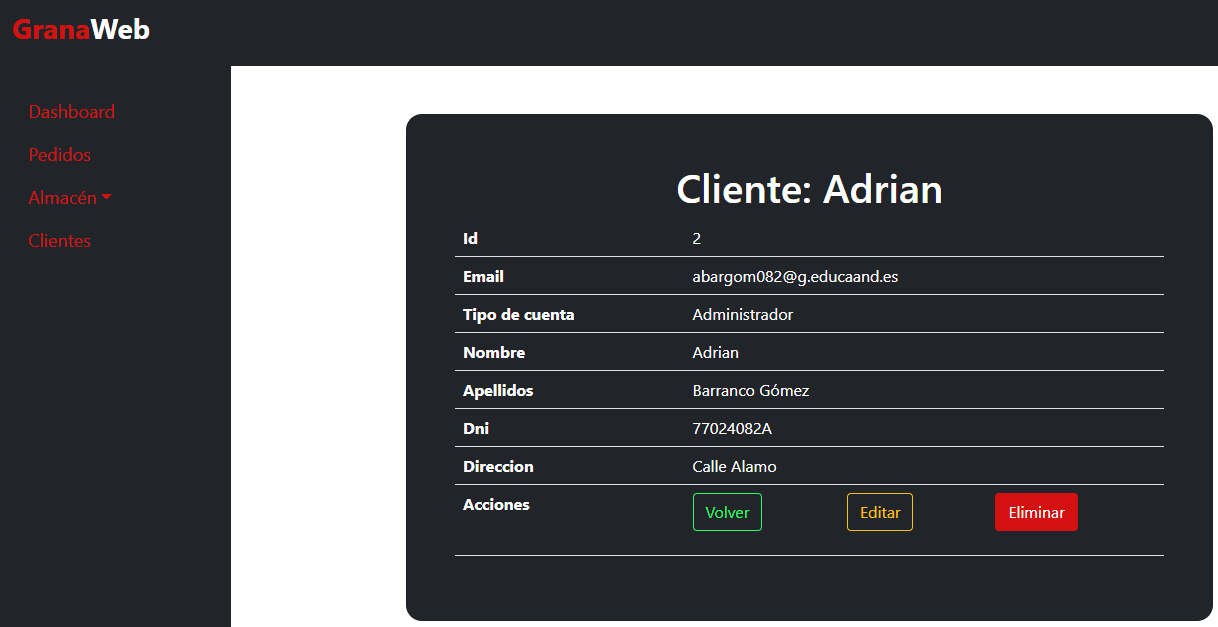 GranaWeb
Dashboard
Pedidos
Almacén
Clientes
Cliente: Adrian
Id 2
Email abargom082@g.educaand.es
Tipo de cuenta Administrador
Nombre Adrian
Apellidos Barranco Gómez
Dni 77024082A
Direccion Calle Alamo
Acciones Volver Editar Eliminar